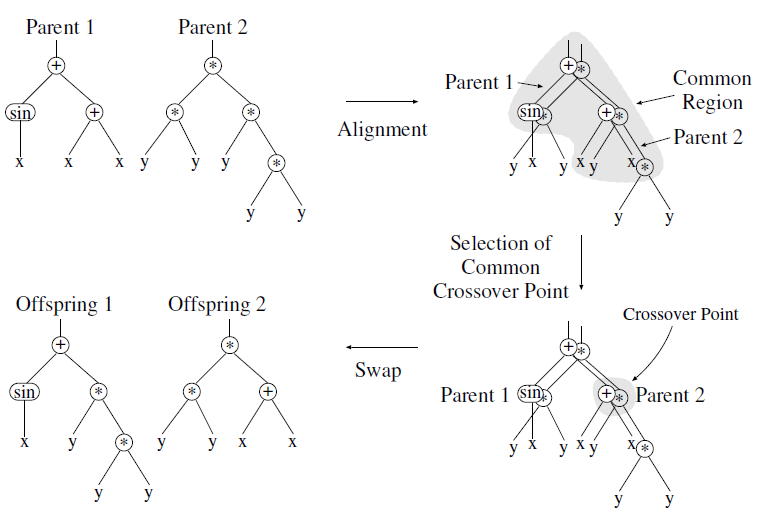 Parent 1
Parent 2
+
*
sin
+
*
*
x
x
x
y
y
y
*
y
y
Alignment
Parent 1
Common
Region
Parent 2
+*
sin*
+*
y x y x y x *
y y
Selection of
Common
Crossover Point
Crossover Point
+*
Parent 1
sin*
+*
Parent 2
y x y x y x *
y y
Swap
Offspring 1
Offspring 2
+
*
sin
*
*
+
x
y
*
y
y
x
x
y
y